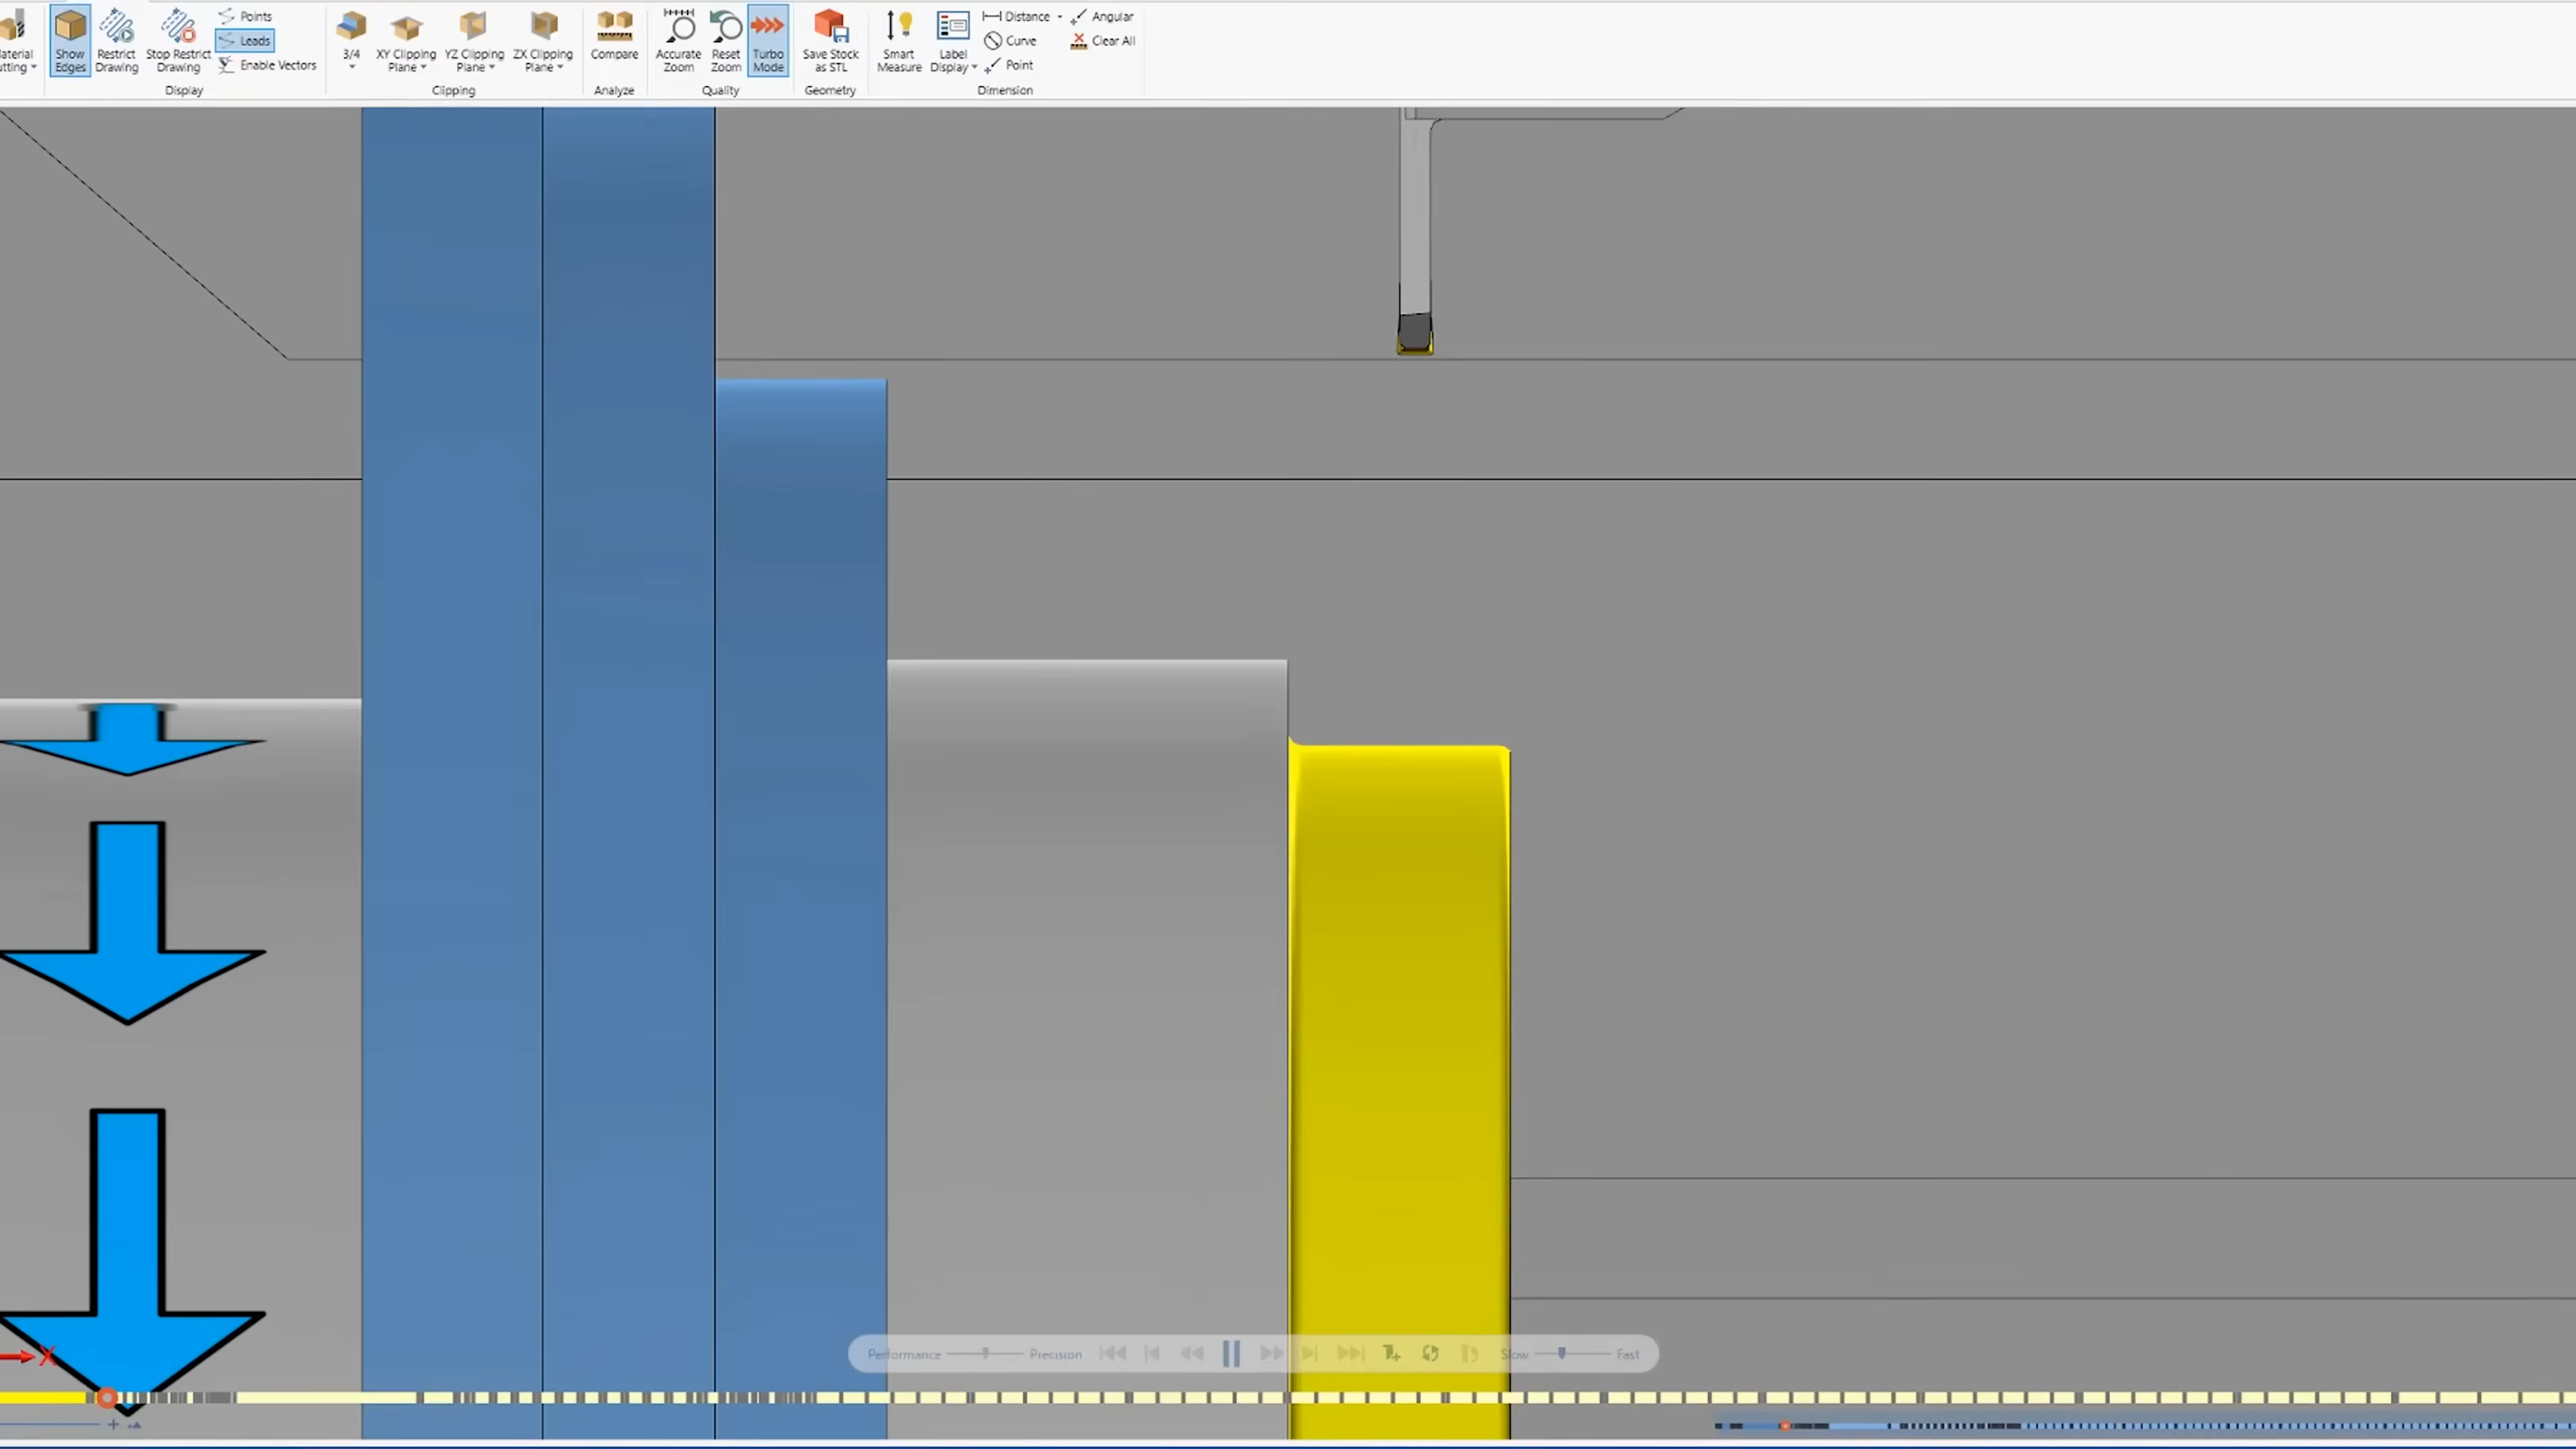 Show Edges
Restrict Drawing
Stop Restrict Drawing
Points
Leads
Enable Vectors
Display
3/4
XY Clipping Plane
YZ Clipping Plane
ZX Clipping Plane
Clipping
Compare
Analyze
Accurate Zoom
Reset Zoom
Turbo Mode
Quality
Save Stock as STL
Geometry
Smart Measure
Label Display
Distance
Curve
Point
Angular
Clear All
Dimension
X
Performance
Precision
Slow
Fast